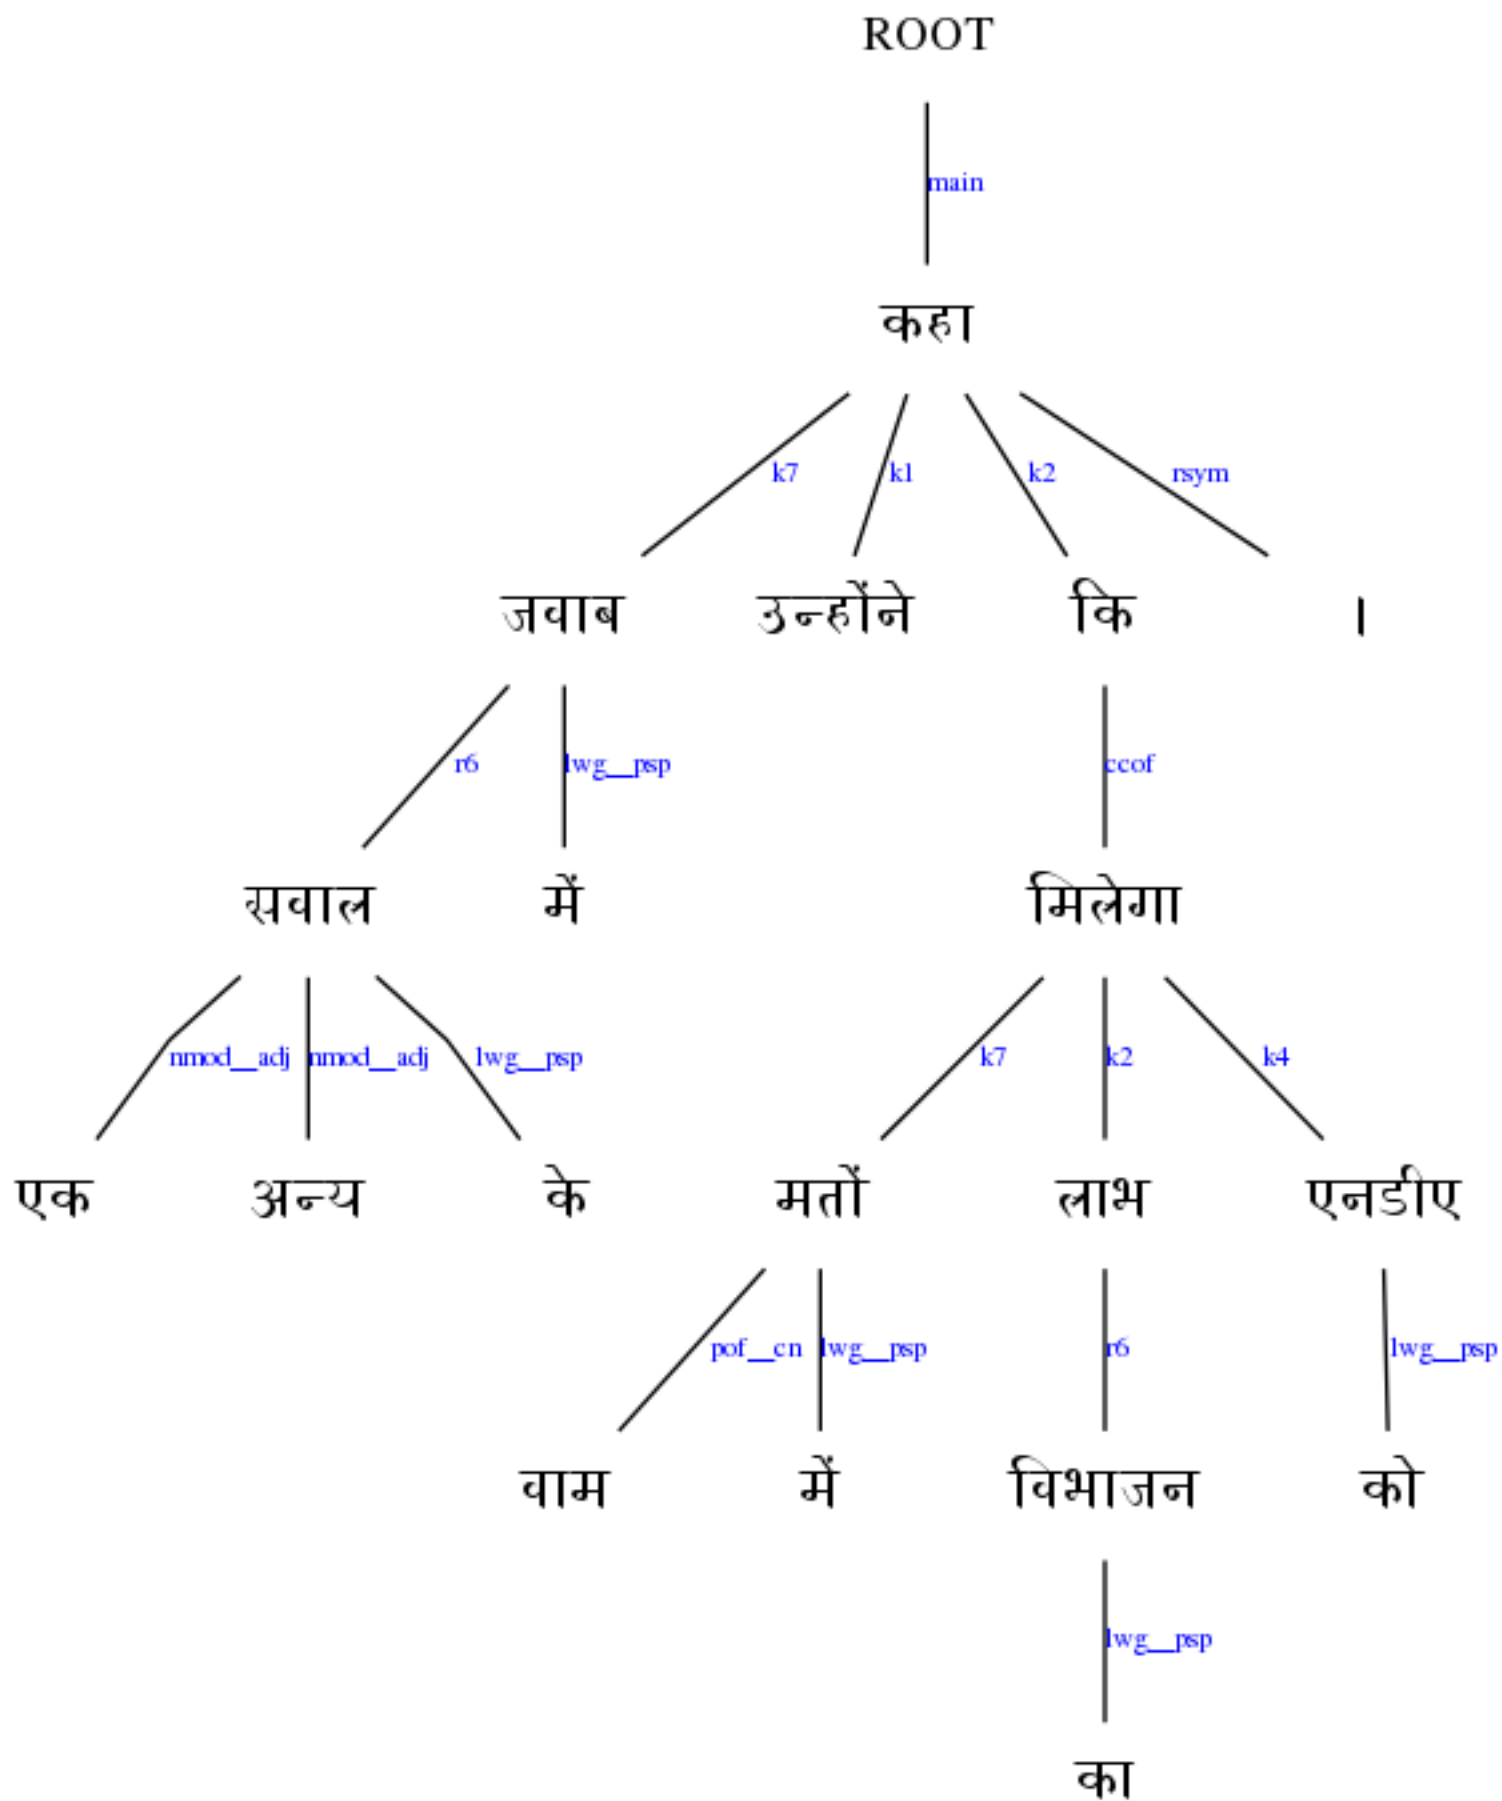 ROOT
main
कहा
k7 k1 k2 rsym
जवाब उन्होंने कि ।
r6 lwg__psp ccof
सवाल में मिलेगा
nmod__adj nmod__adj lwg__psp k7 k2 k4
एक अन्य के मतों लाभ एनडीए
pof__cn lwg__psp r6 lwg__psp
वाम में विभाजन को
lwg__psp
का